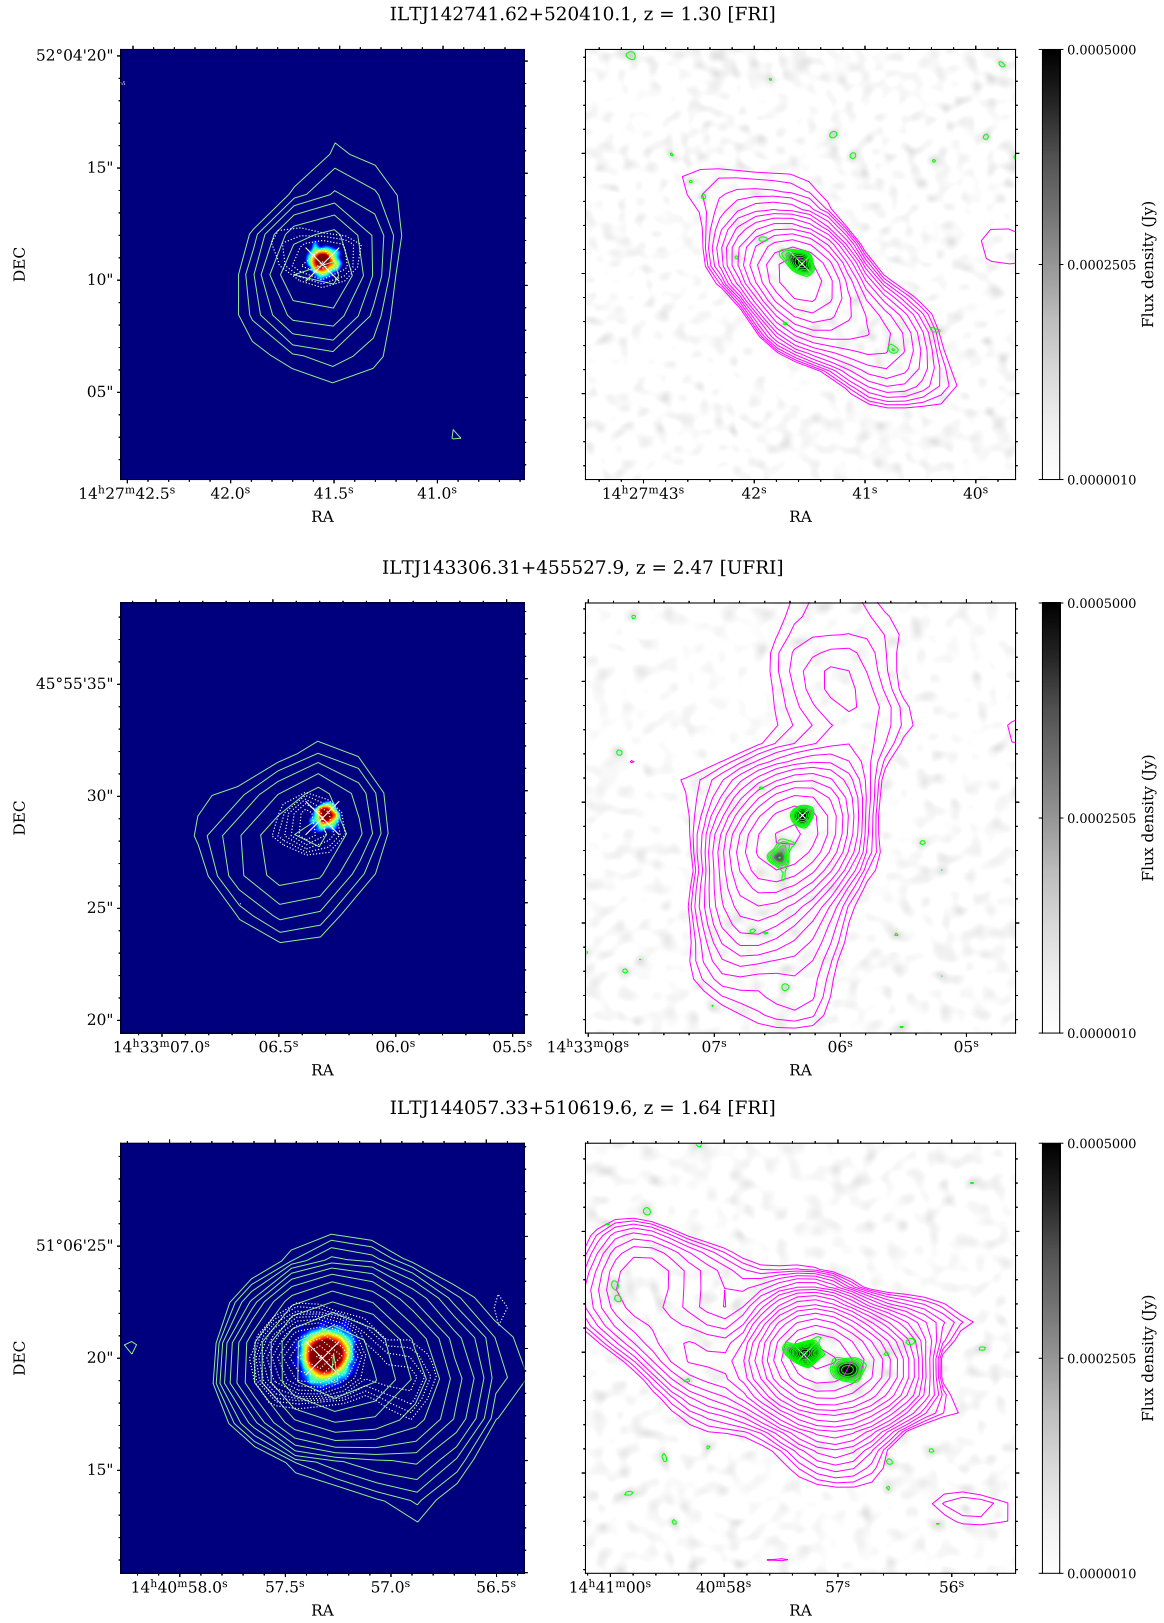 ILTJ142741.62+520410.1, z = 1.30 [FRI]
52°04'20"
15"
10"
05"
DEC
14ʰ27ᵐ42.5ˢ 42.0ˢ 41.5ˢ 41.0ˢ
RA
14ʰ27ᵐ43ˢ 42ˢ 41ˢ 40ˢ
RA
0.0005000
0.0002505
0.0000010
Flux density (Jy)
ILTJ143306.31+455527.9, z = 2.47 [UFRI]
45°55'35"
30"
25"
20"
DEC
14ʰ33ᵐ07.0ˢ 06.5ˢ 06.0ˢ 05.5ˢ
RA
14ʰ33ᵐ08ˢ 07ˢ 06ˢ 05ˢ
RA
0.0005000
0.0002505
0.0000010
Flux density (Jy)
ILTJ144057.33+510619.6, z = 1.64 [FRI]
51°06'25"
20"
15"
DEC
14ʰ40ᵐ58.0ˢ 57.5ˢ 57.0ˢ 56.5ˢ
RA
14ʰ41ᵐ00ˢ 40ᵐ58ˢ 57ˢ 56ˢ
RA
0.0005000
0.0002505
0.0000010
Flux density (Jy)